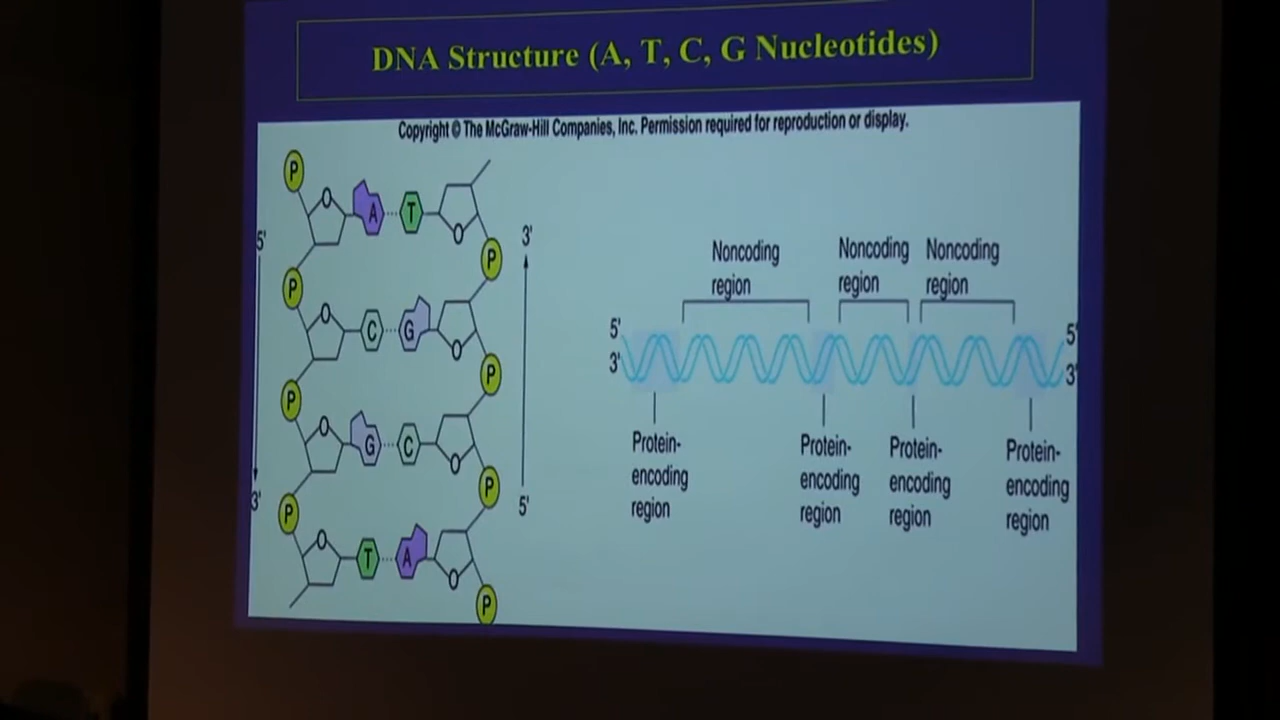 DNA Structure (A, T, C, G Nucleotides)
Copyright © The McGraw-Hill Companies, Inc. Permission required for reproduction or display.
P
O
A
T
O
5'
3'
P
P
O
C
G
O
P
P
O
G
C
O
3'
5'
P
P
O
T
A
O
P
Noncoding
region
Noncoding
region
Noncoding
region
5'
3'
5'
3'
Protein-
encoding
region
Protein-
encoding
region
Protein-
encoding
region
Protein-
encoding
region